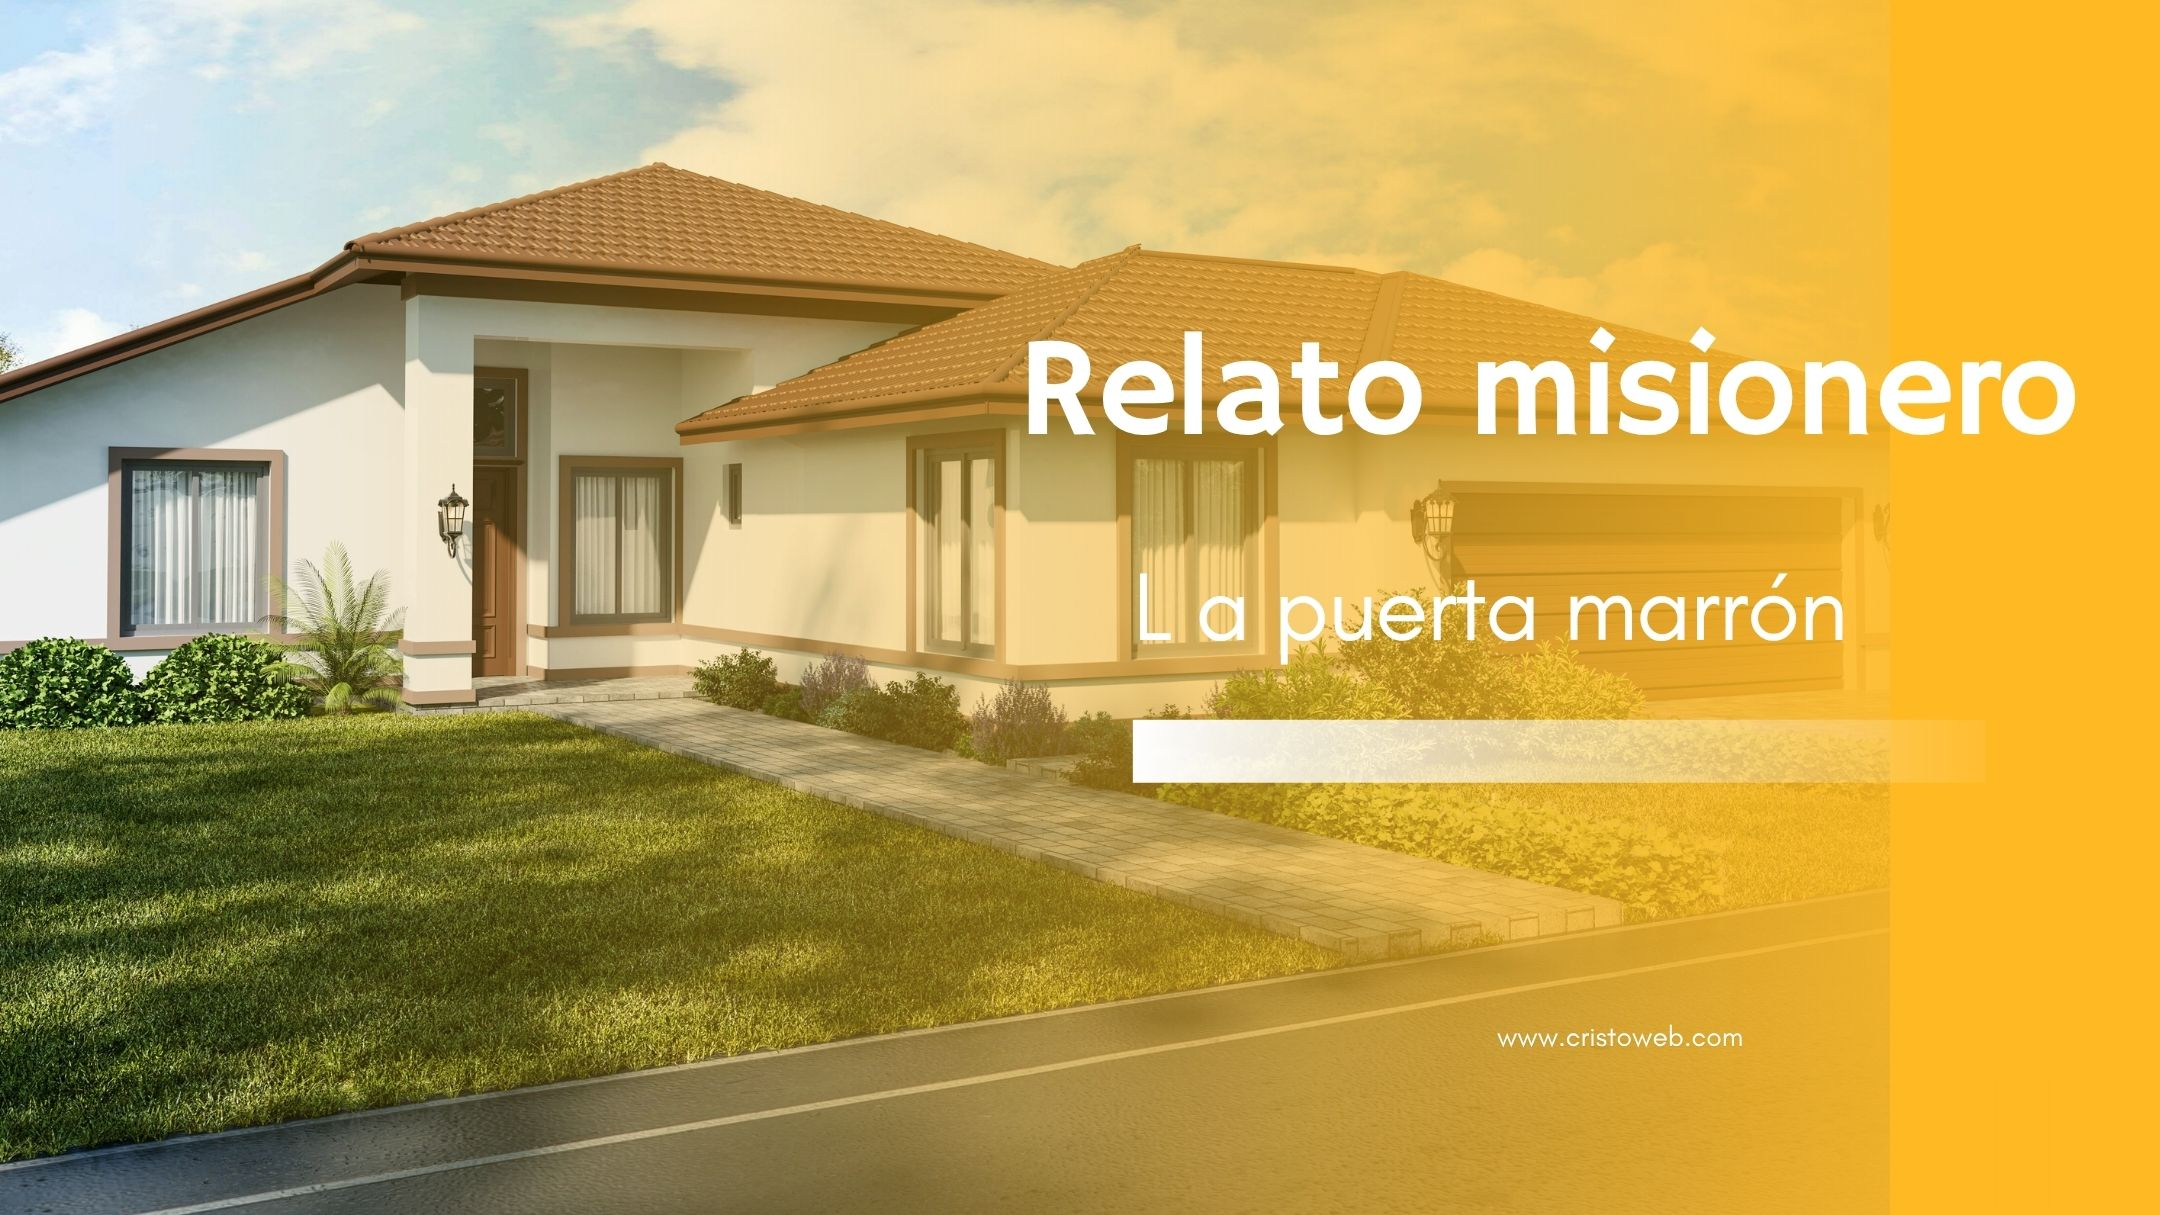 Relato misionero
L a puerta marrón
www.cristoweb.com